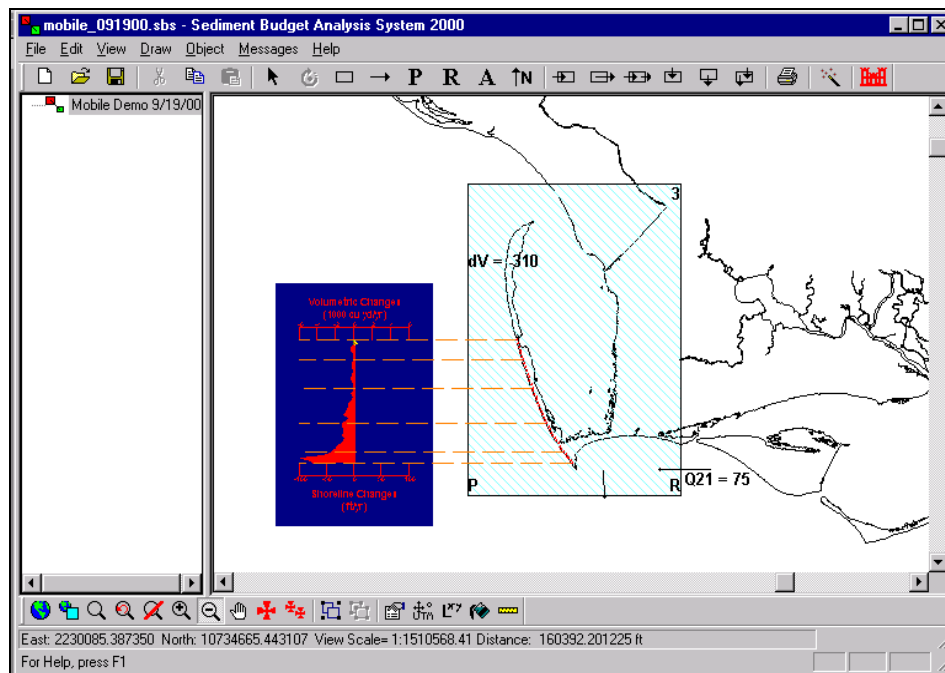 mobile_091900.sbs - Sediment Budget Analysis System 2000
File Edit View Draw Object Messages Help
P R A N
Mobile Demo 9/19/00
3
dV = -310
Volumetric Changes
(1000 cu yd/yr)
Shoreline Changes
(ft/yr)
P
R
Q21 = 75
East: 2230085.387350 North: 10734665.443107 View Scale= 1:1510568.41 Distance: 160392.201225 ft
For Help, press F1